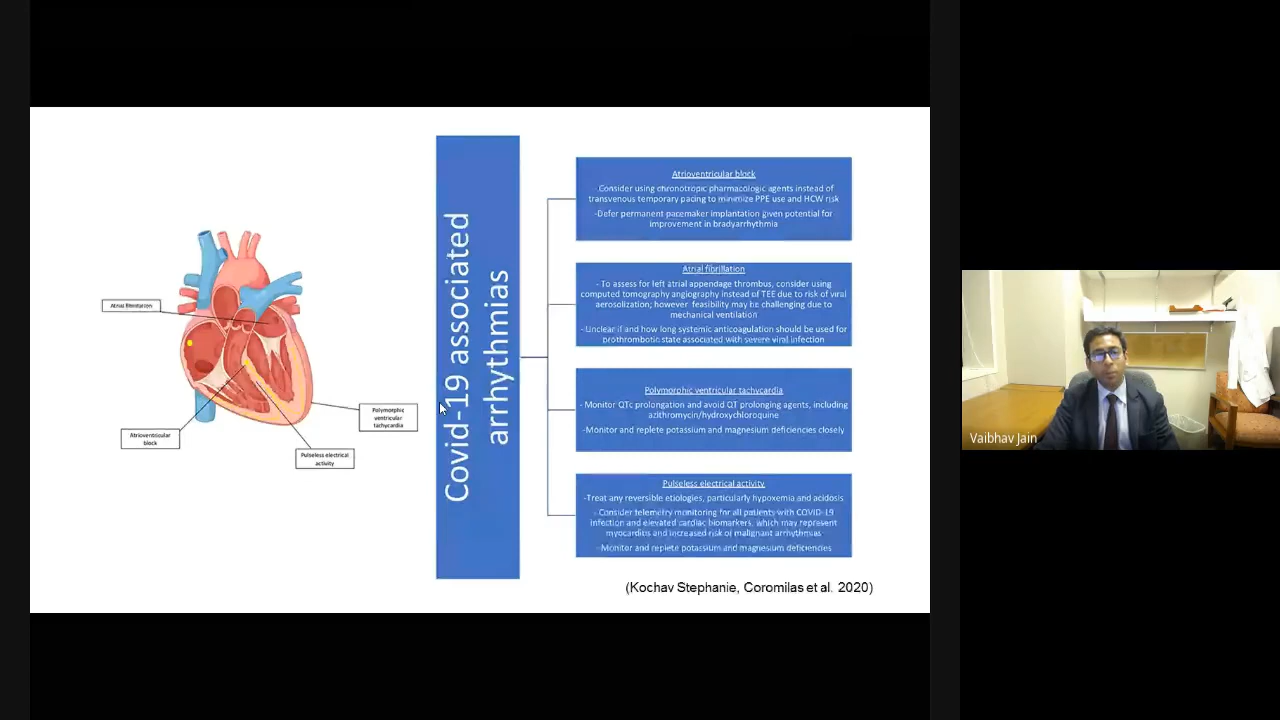 Atrial fibrillation
Polymorphic
ventricular
tachycardia
Atrioventricular
block
Pulseless electrical
activity
Covid-19 associated
arrhythmias
Atrioventricular block
-Consider using chronotropic pharmacologic agents instead of
transvenous temporary pacing to minimize PPE use and HCW risk
-Defer permanent pacemaker implantation given potential for
improvement in bradyarrhythmia
Atrial fibrillation
- To assess for left atrial appendage thrombus, consider using
computed tomography angiography instead of TEE due to risk of viral
aerosolization; however feasibility may be challenging due to
mechanical ventilation
- Unclear if and how long systemic anticoagulation should be used for
prothrombotic state associated with severe viral infection
Polymorphic ventricular tachycardia
- Monitor QTc prolongation and avoid QT prolonging agents, including
azithromycin/hydroxychloroquine
-Monitor and replete potassium and magnesium deficiencies closely
Pulseless electrical activity
-Treat any reversible etiologies, particularly hypoxemia and acidosis
- Consider telemetry monitoring for all patients with COVID-19
infection and elevated cardiac biomarkers, which may represent
myocarditis and increased risk of malignant arrhythmias
-Monitor and replete potassium and magnesium deficiencies
(Kochav Stephanie, Coromilas et al. 2020)
Vaibhav Jain